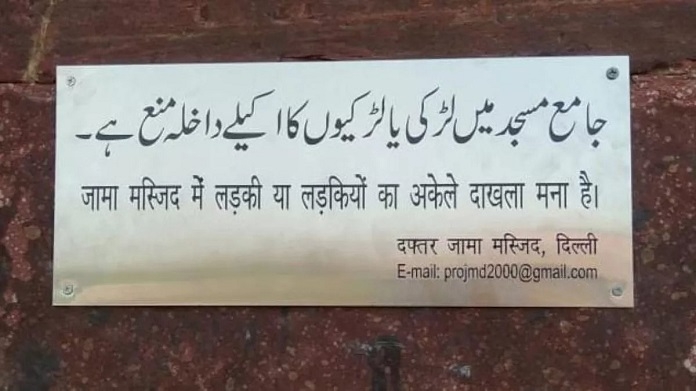 جامع مسجد میں لڑکی یا لڑکیوں کا اکیلے داخلہ منع ہے۔
जामा मस्जिद में लड़की या लड़कियों का अकेले दाखला मना है।
दफ्तर जामा मस्जिद, दिल्ली
E-mail: projmd2000@gmail.com